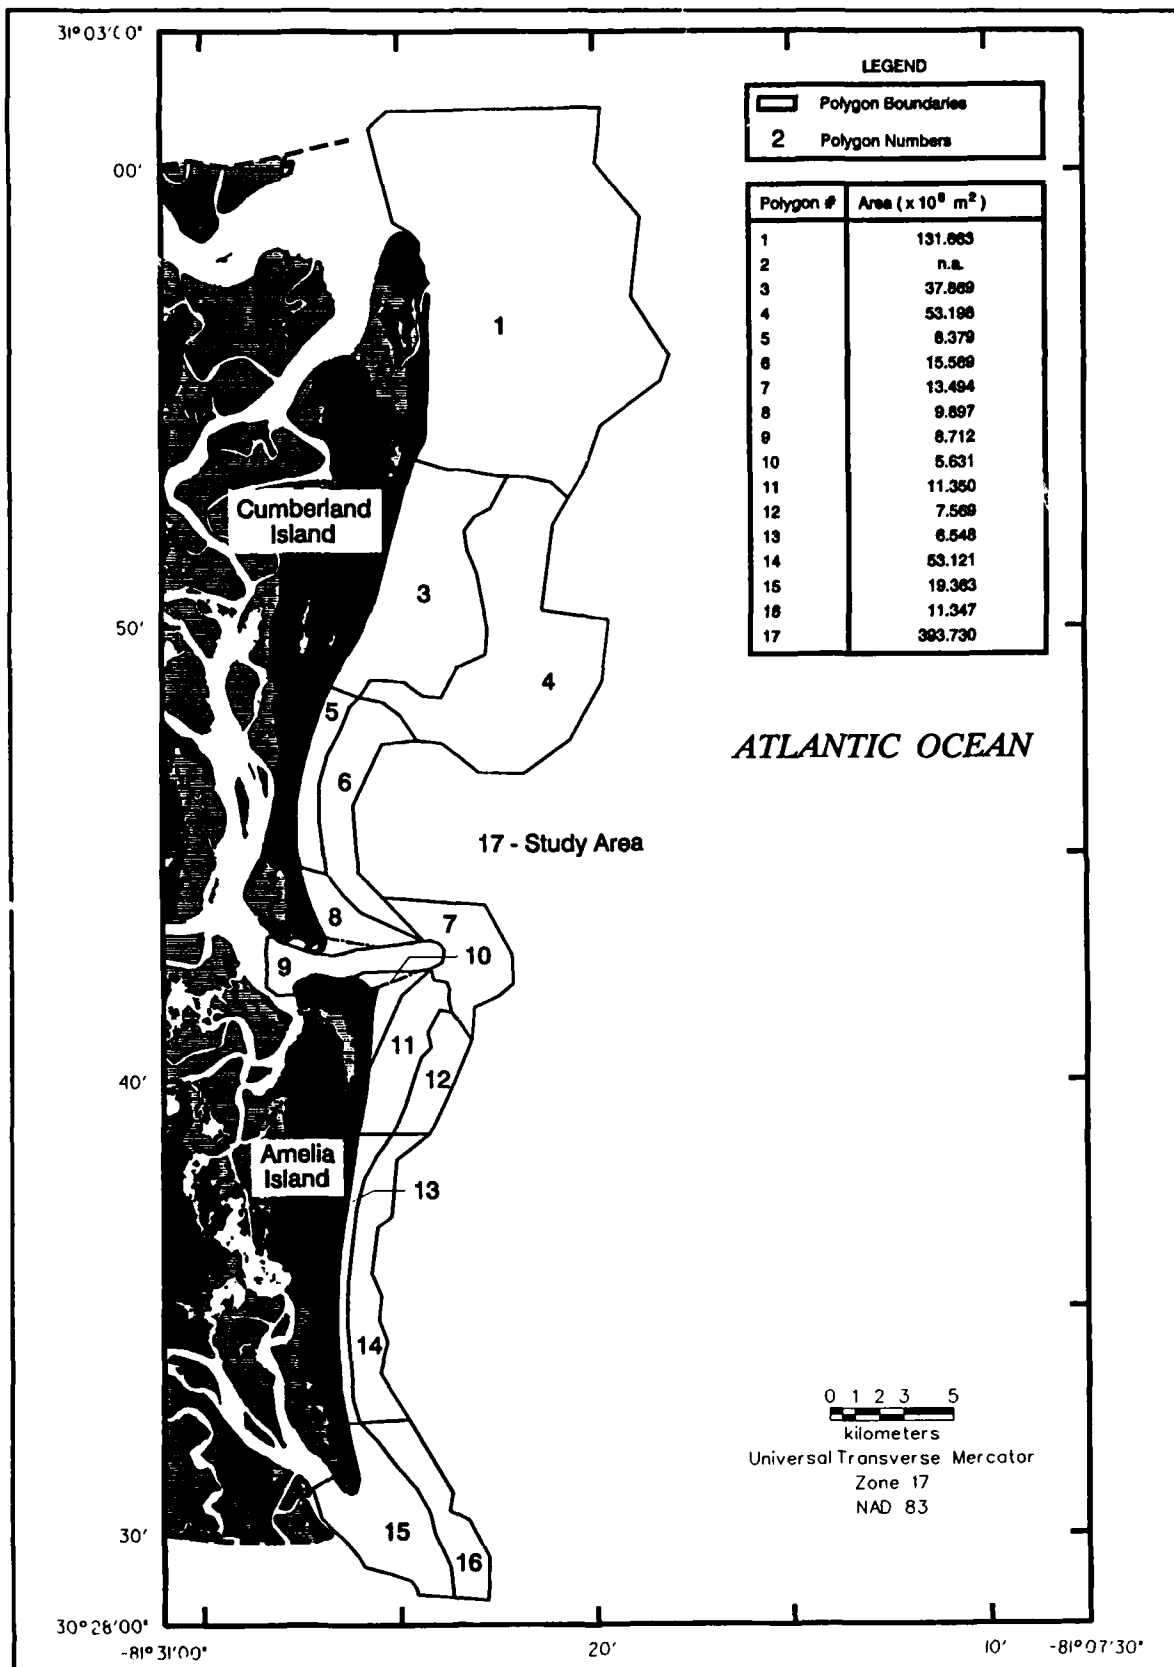 31°03'00"
LEGEND
Polygon Boundaries
2 Polygon Numbers
00'
Polygon # Area (x 10⁶ m²)
1 131.663
2 n.a.
3 37.869
4 53.196
5 6.379
6 15.569
7 13.494
8 9.897
9 8.712
10 5.631
11 11.350
12 7.569
13 6.548
14 53.121
15 19.363
16 11.347
17 393.730
1
Cumberland
Island
3
50'
4
5
ATLANTIC OCEAN
6
17 - Study Area
8
7
10
9
11
40'
12
Amelia
Island
13
14
0 1 2 3 5
kilometers
Universal Transverse Mercator
Zone 17
NAD 83
30'
15
16
30°28'00"
-81°31'00"
20'
10'
-81°07'30"